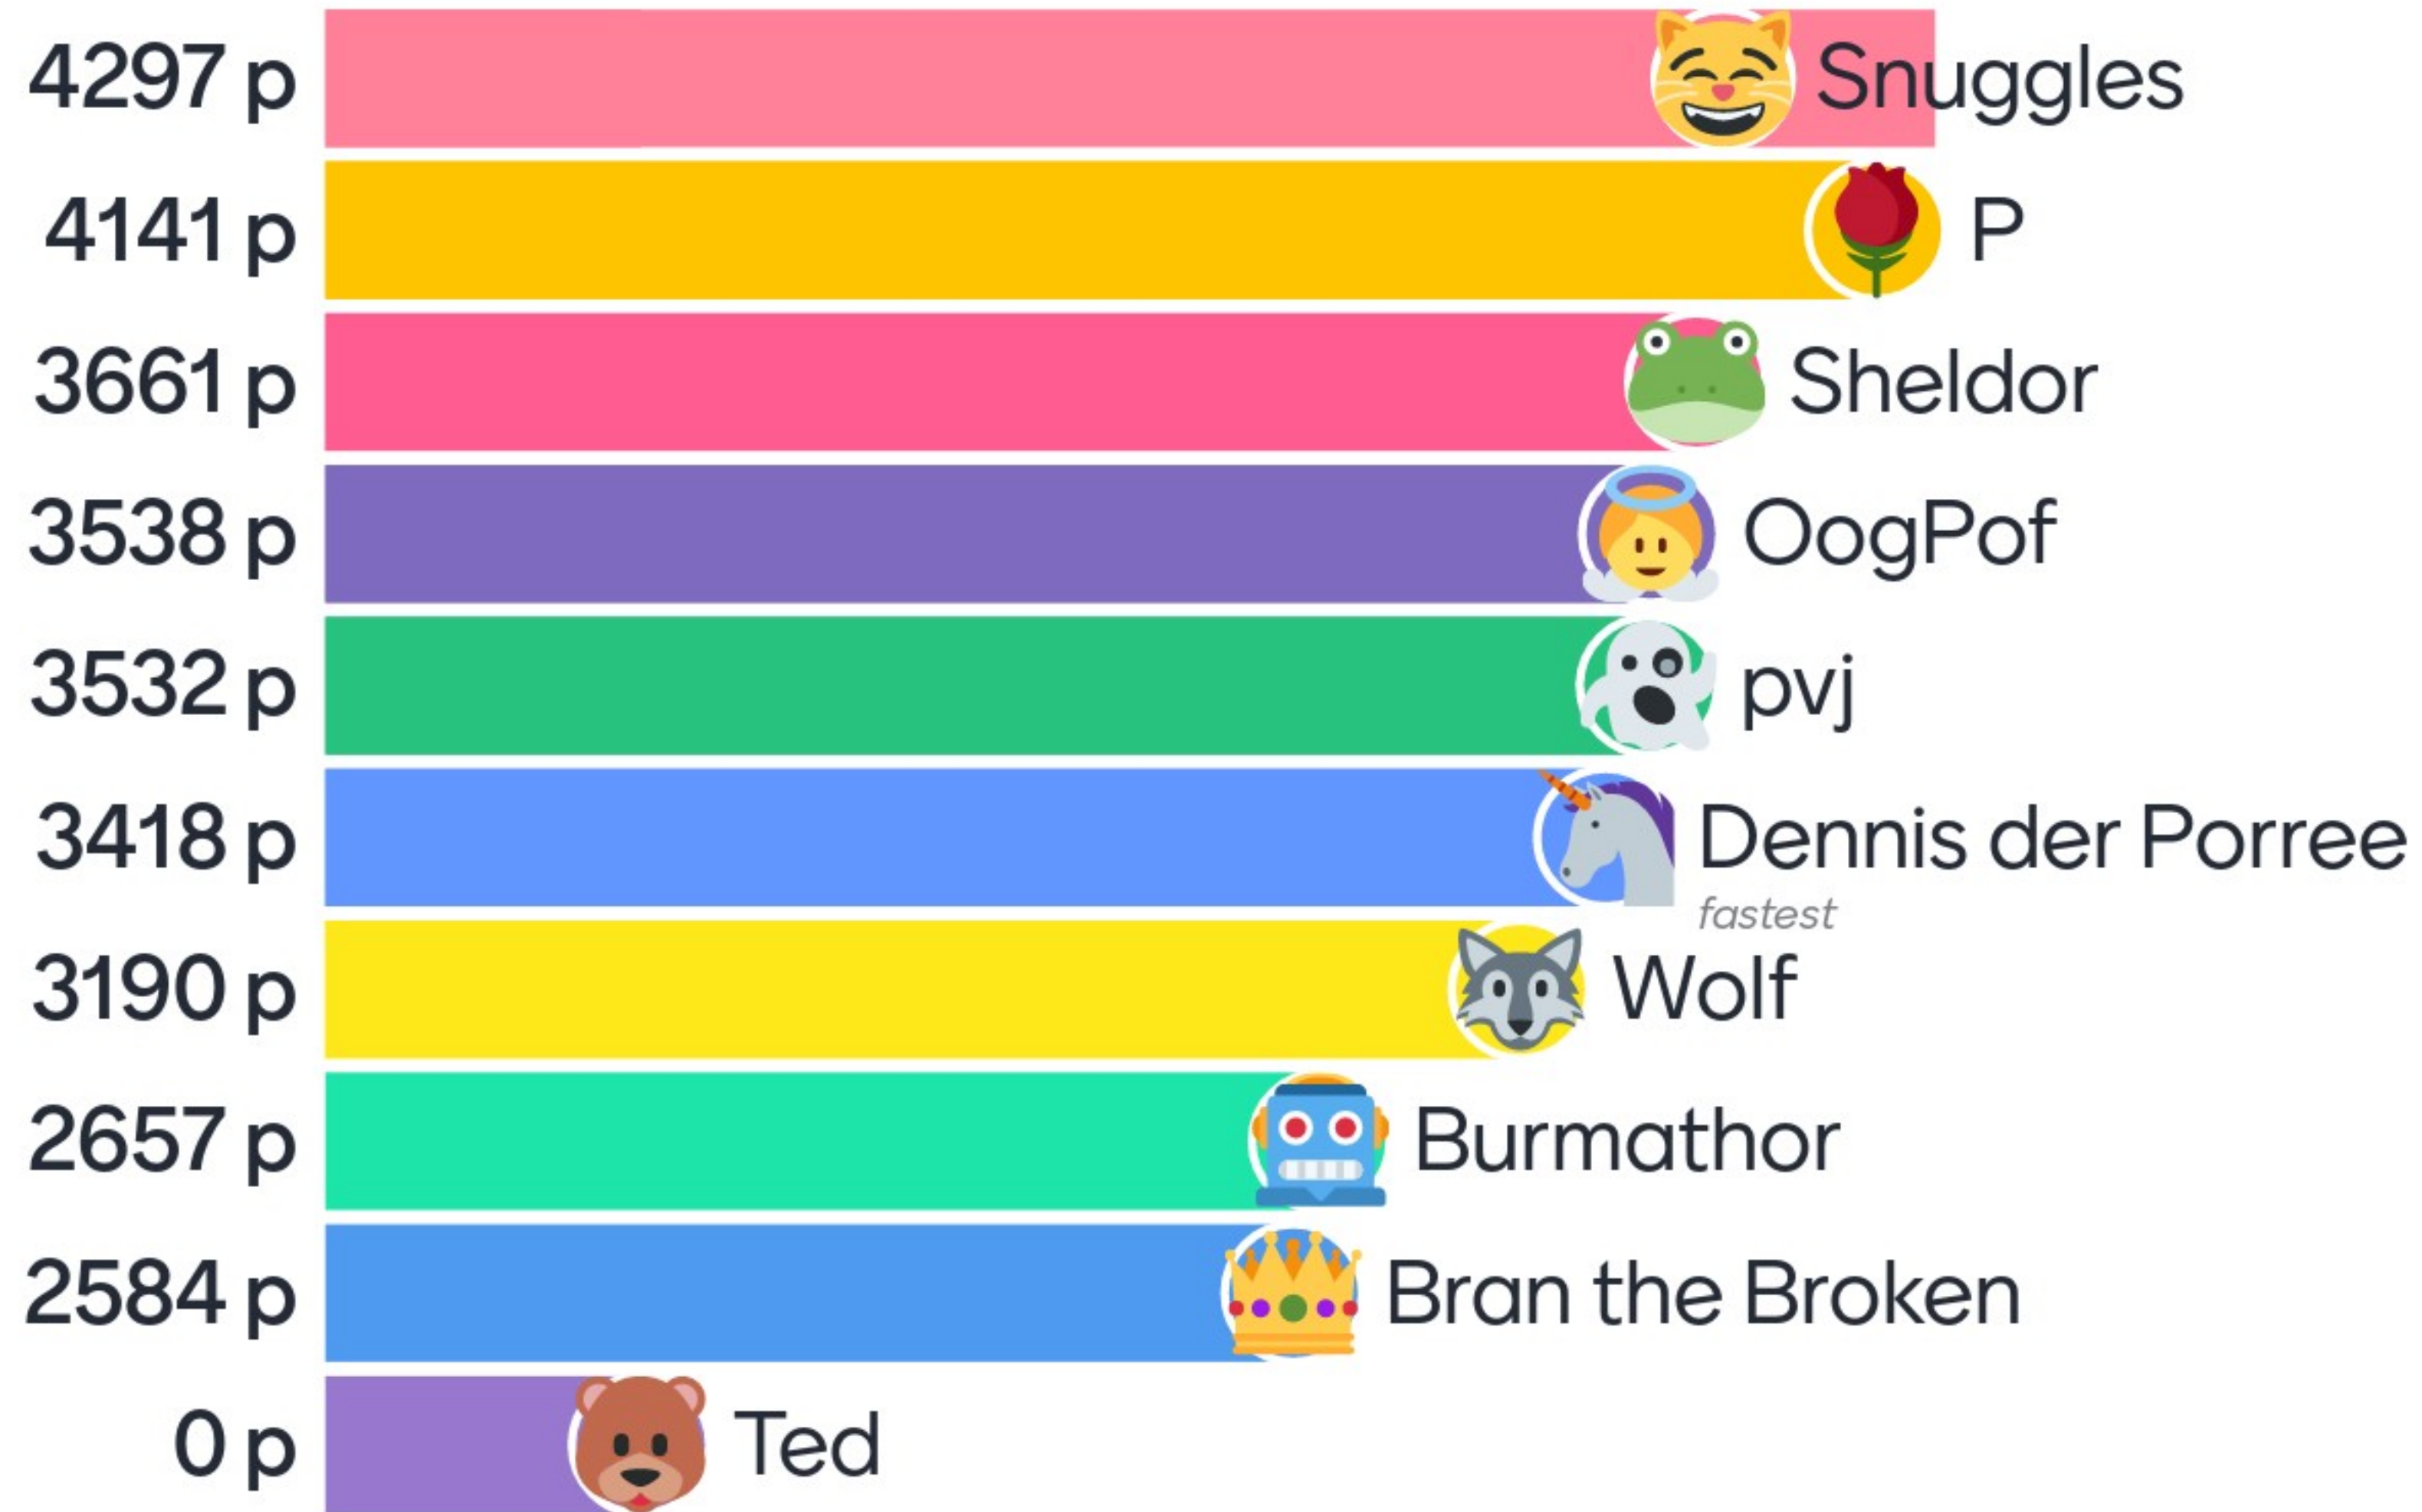 4297 p Snuggles
4141 p P
3661 p Sheldor
3538 p OogPof
3532 p pvj
3418 p Dennis der Porree
fastest
3190 p Wolf
2657 p Burmathor
2584 p Bran the Broken
0 p Ted